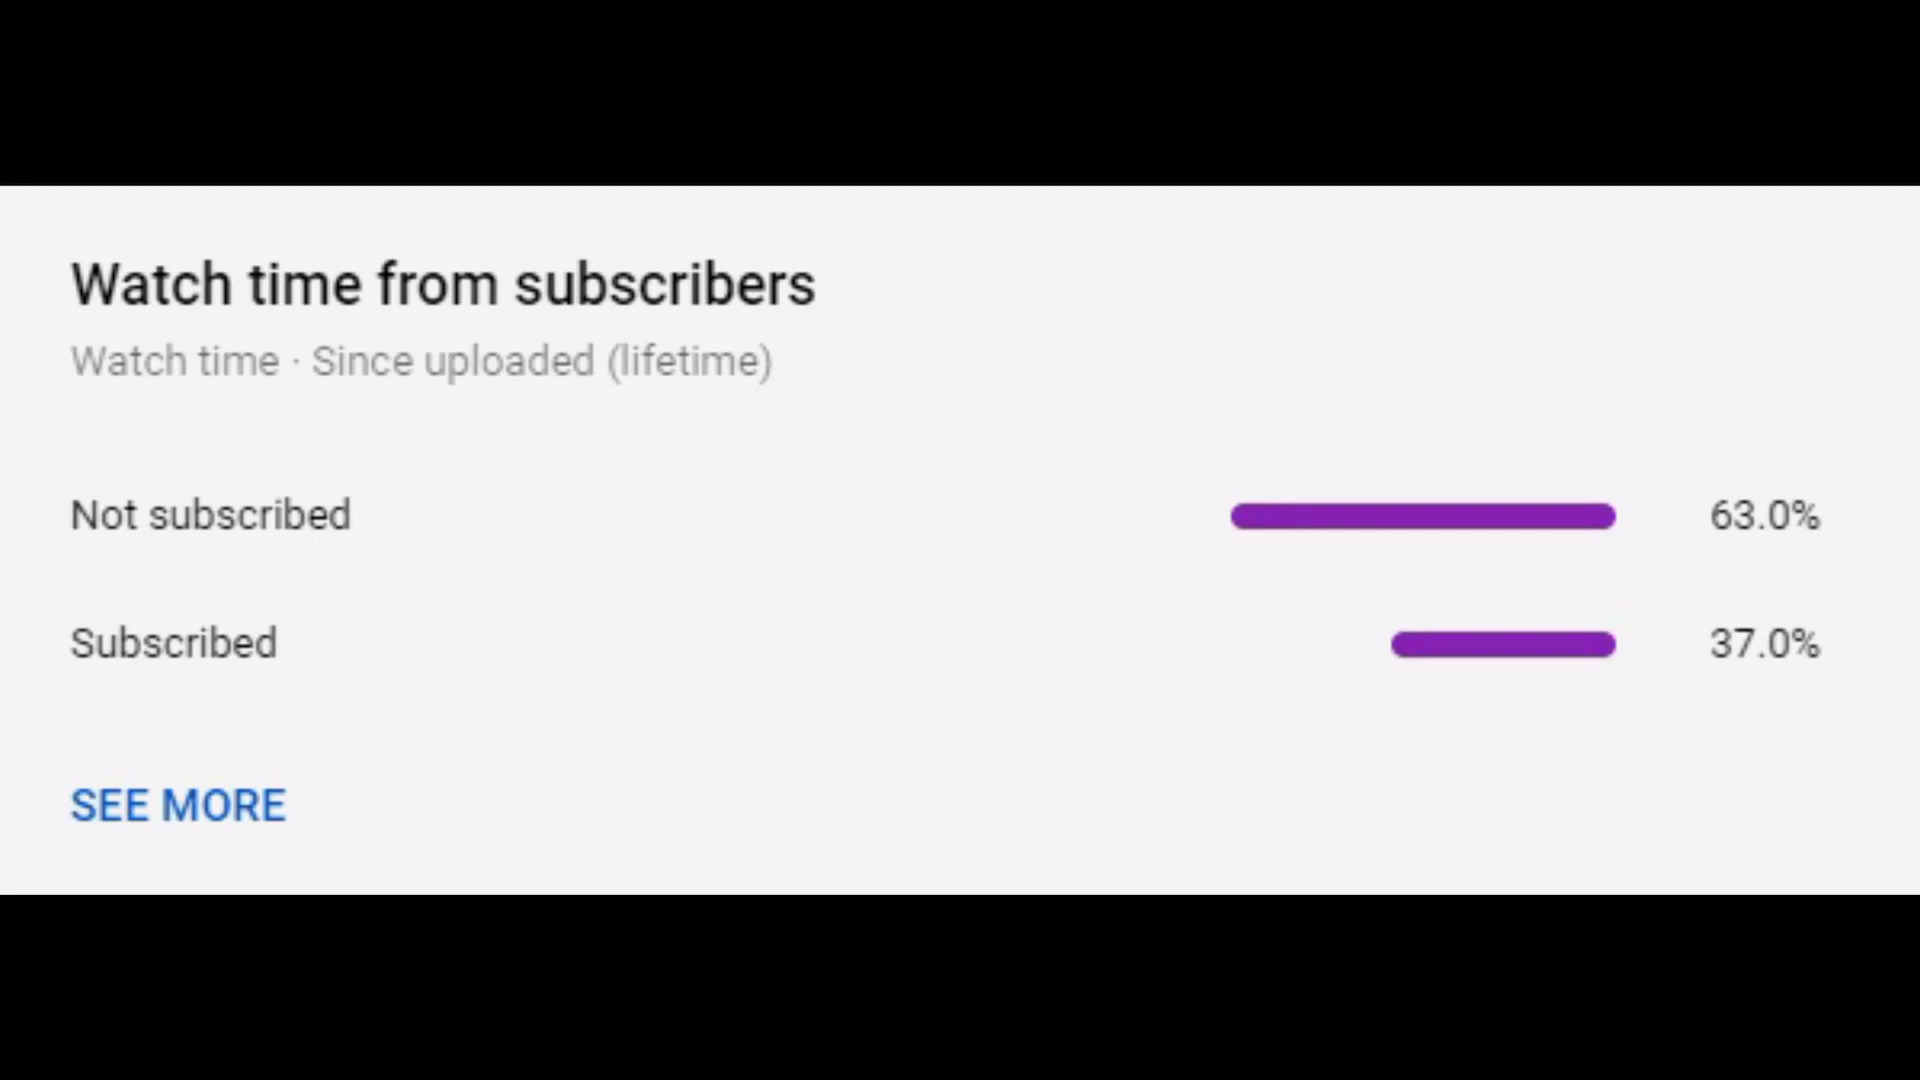 Watch time from subscribers
Watch time · Since uploaded (lifetime)
Not subscribed 63.0%
Subscribed 37.0%
SEE MORE